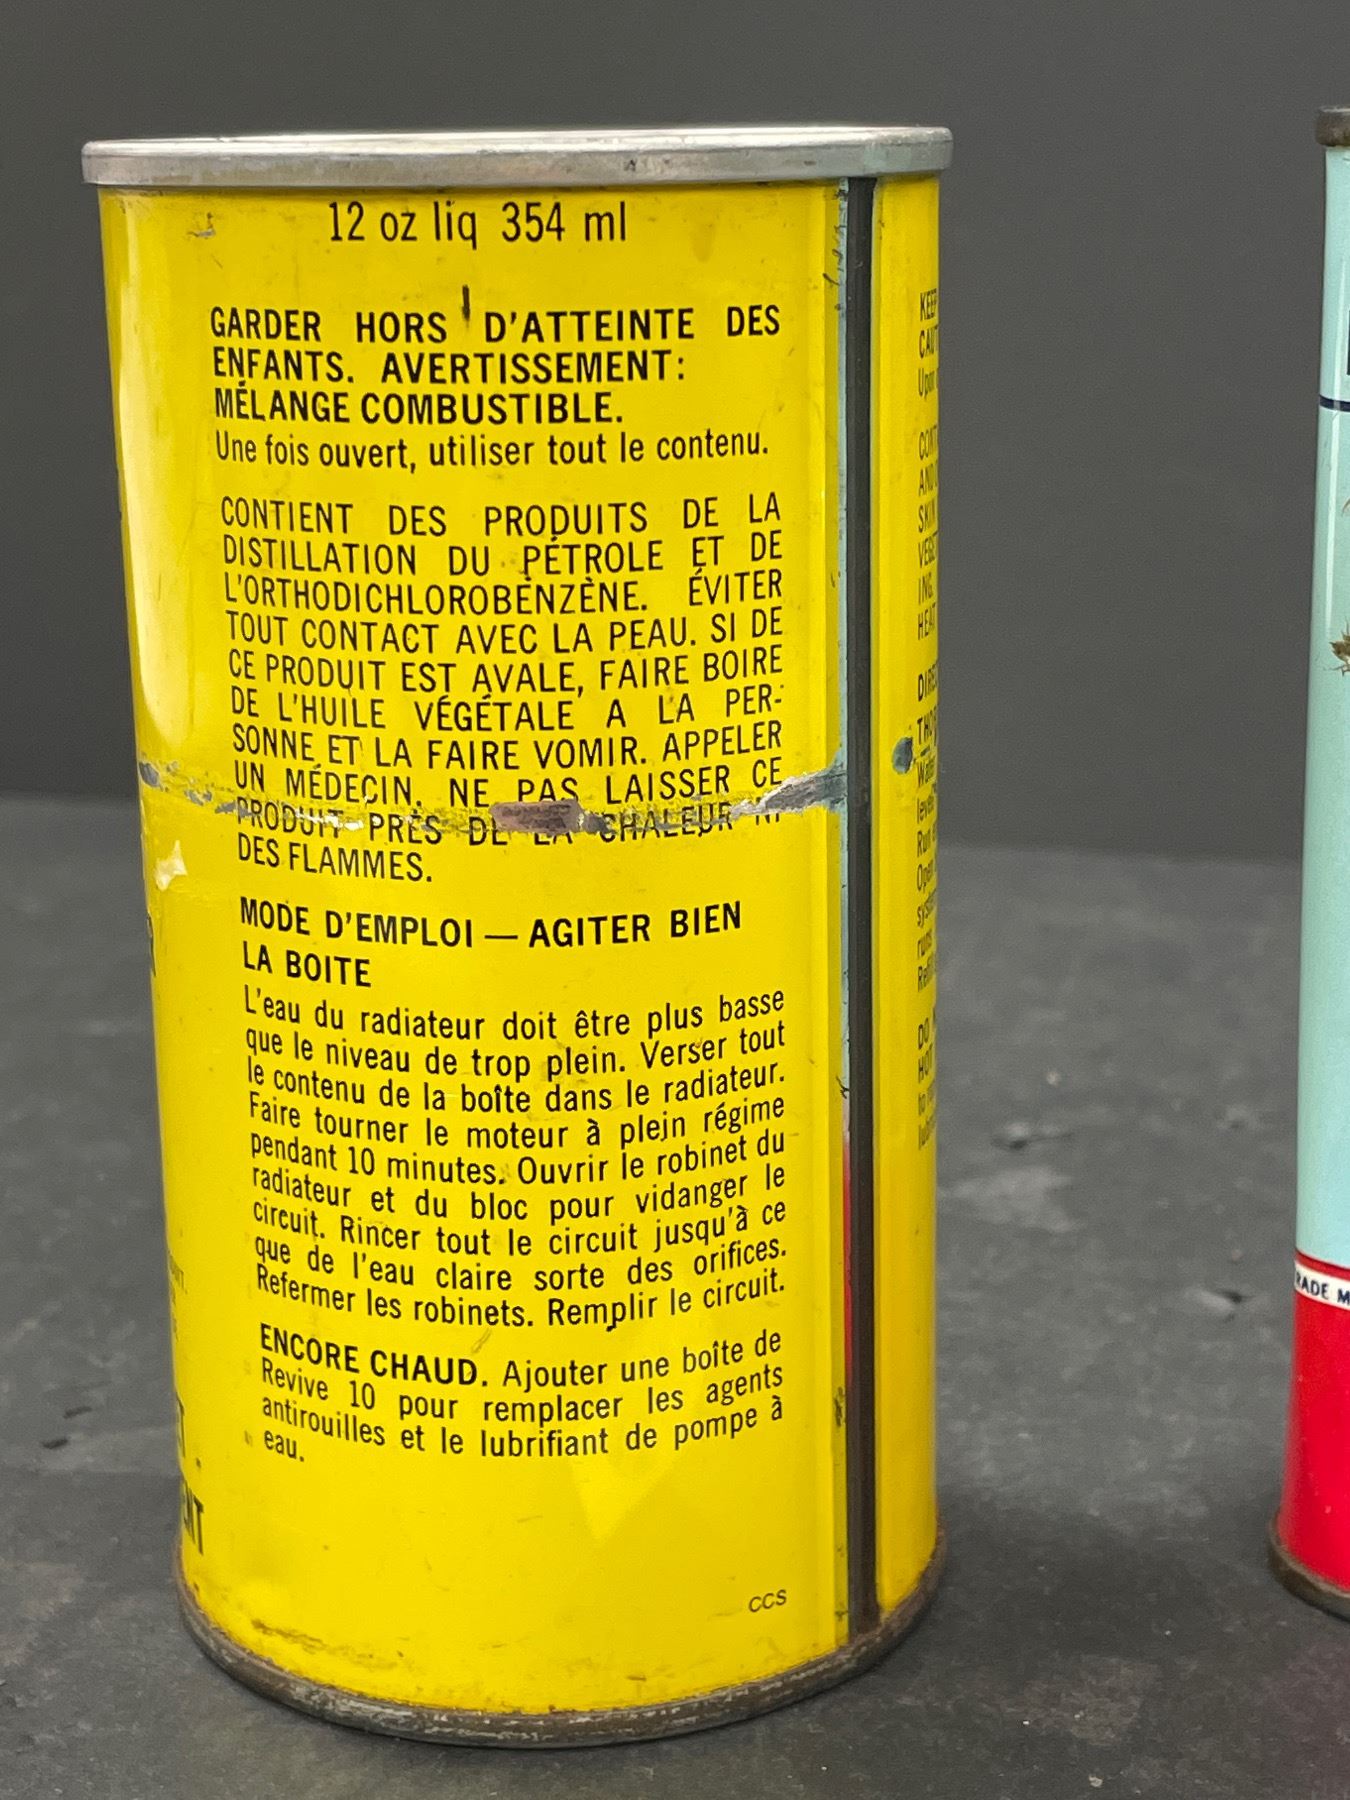 12 oz liq 354 ml
GARDER HORS D'ATTEINTE DES
ENFANTS. AVERTISSEMENT:
MÉLANGE COMBUSTIBLE.
Une fois ouvert, utiliser tout le contenu.
CONTIENT DES PRODUITS DE LA
DISTILLATION DU PÉTROLE ET DE
L'ORTHODICHLOROBENZÈNE. ÉVITER
TOUT CONTACT AVEC LA PEAU. SI DE
CE PRODUIT EST AVALE, FAIRE BOIRE
DE L'HUILE VÉGÉTALE A LA PER-
SONNE ET LA FAIRE VOMIR. APPELER
UN MÉDECIN. NE PAS LAISSER CE
PRODUIT PRÈS DE LA CHALEUR NI
DES FLAMMES.
MODE D'EMPLOI — AGITER BIEN
LA BOITE
L'eau du radiateur doit être plus basse
que le niveau de trop plein. Verser tout
le contenu de la boîte dans le radiateur.
Faire tourner le moteur à plein régime
pendant 10 minutes. Ouvrir le robinet du
radiateur et du bloc pour vidanger le
circuit. Rincer tout le circuit jusqu'à ce
que de l'eau claire sorte des orifices.
Refermer les robinets. Remplir le circuit.
ENCORE CHAUD. Ajouter une boîte de
Revive 10 pour remplacer les agents
antirouilles et le lubrifiant de pompe à
eau.
CCS